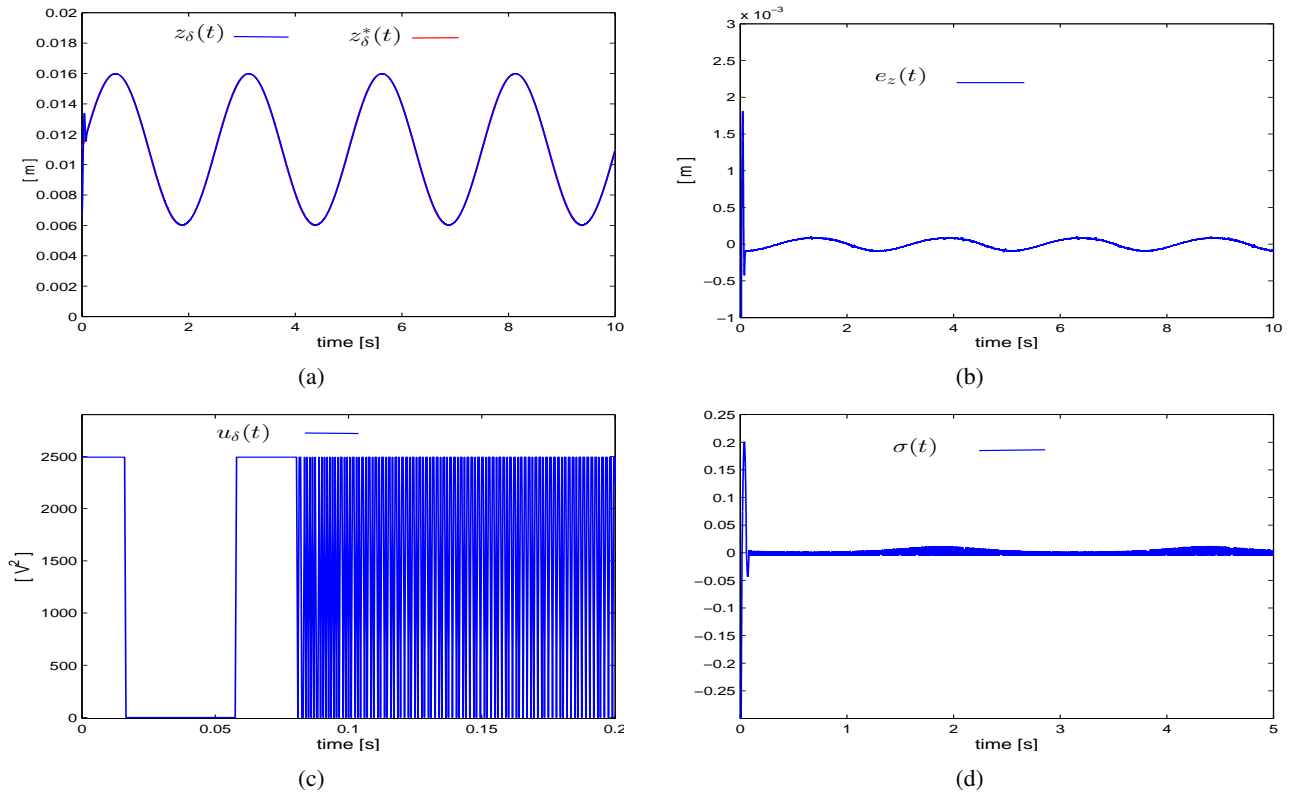 0.02
0.018
0.016
0.014
0.012
0.01
0.008
0.006
0.004
0.002
0
[m]
z_δ(t)
z_δ^*(t)
0 2 4 6 8 10
time [s]
(a)
x 10^−3
3
2.5
2
1.5
1
0.5
0
−0.5
−1
[m]
e_z(t)
0 2 4 6 8 10
time [s]
(b)
2500
2000
1500
1000
500
0
[V^2]
u_δ(t)
0 0.05 0.1 0.15 0.2
time [s]
(c)
0.25
0.2
0.15
0.1
0.05
0
−0.05
−0.1
−0.15
−0.2
−0.25
σ(t)
0 1 2 3 4 5
time [s]
(d)